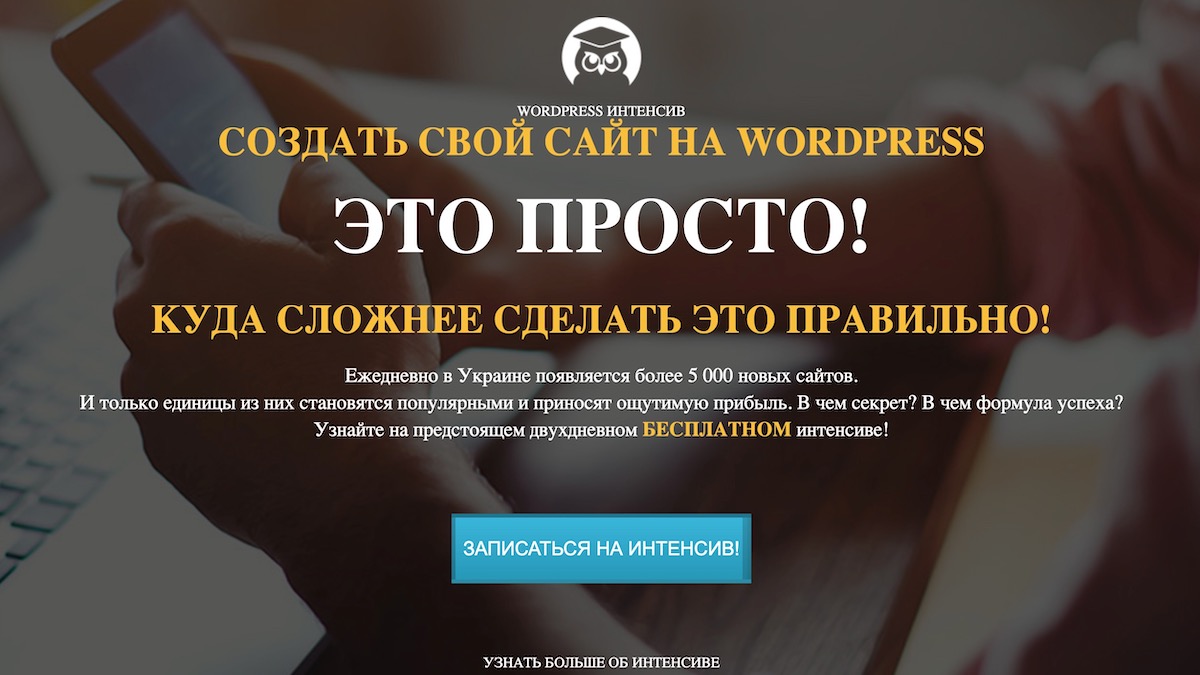 WORDPRESS ИНТЕНСИВ
СОЗДАТЬ СВОЙ САЙТ НА WORDPRESS
ЭТО ПРОСТО!
КУДА СЛОЖНЕЕ СДЕЛАТЬ ЭТО ПРАВИЛЬНО!
Ежедневно в Украине появляется более 5 000 новых сайтов.
И только единицы из них становятся популярными и приносят ощутимую прибыль. В чем секрет? В чем формула успеха?
Узнайте на предстоящем двухдневном БЕСПЛАТНОМ интенсиве!
ЗАПИСАТЬСЯ НА ИНТЕНСИВ!
УЗНАТЬ БОЛЬШЕ ОБ ИНТЕНСИВЕ